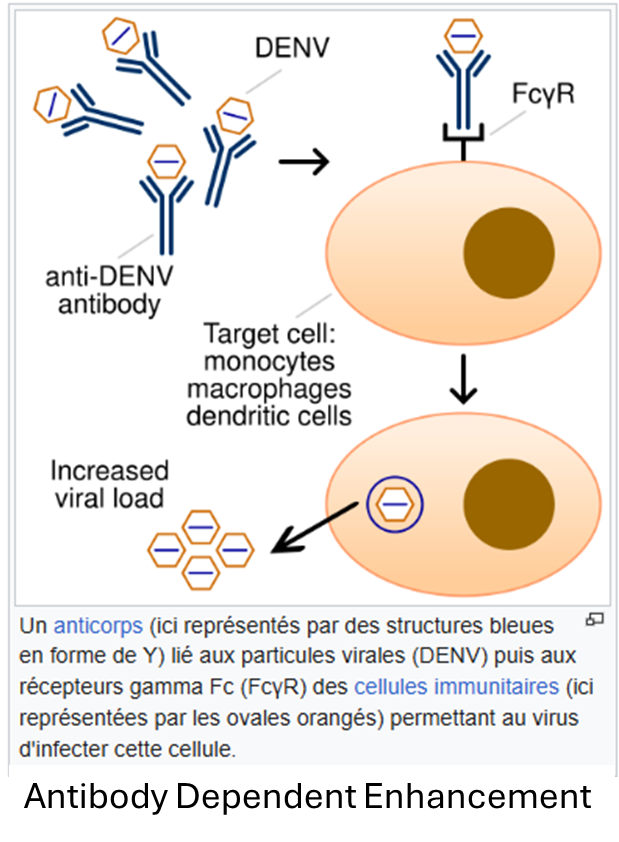 DENV
FcγR
anti-DENV
antibody
Target cell:
monocytes
macrophages
dendritic cells
Increased
viral load
Un anticorps (ici représentés par des structures bleues
en forme de Y) lié aux particules virales (DENV) puis aux
récepteurs gamma Fc (FcγR) des cellules immunitaires (ici
représentées par les ovales orangés) permettant au virus
d'infecter cette cellule.
Antibody Dependent Enhancement